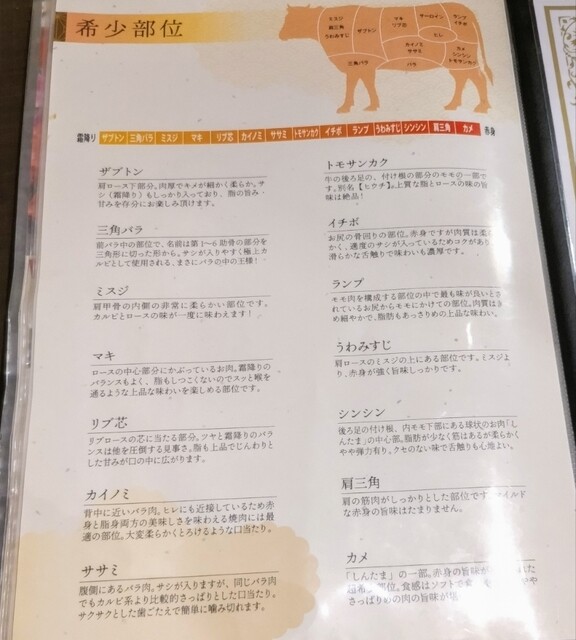 希少部位
ミスジ
肩三角
うわみすじ
ザブトン
マキ
リブ芯
サーロイン
ランプ
イチボ
カイノミ
ササミ
ヒレ
カメ
シンシン
トモサンカク
三角バラ
バラ
霜降り ザブトン 三角バラ ミスジ マキ リブ芯 カイノミ ササミ トモサンカク イチボ ランプ うわみすじ シンシン 肩三角 カメ 赤身
ザブトン
肩ロース下部分。肉厚でキメが細かく柔らか。サ
シ（霜降り）もしっかり入っており、脂の旨み・
甘みを存分にお楽しみ頂けます。
三角バラ
前バラ中の部位で、名前は第1～6助骨の部分を
三角形に切った形から。サシが入りやすく極上カ
ルビとして使用される、まさにバラの中の王様！
ミスジ
肩甲骨の内側の非常に柔らかい部位です。
カルビとロースの味が一度に味わえます！
マキ
ロースの中心部分にかぶっているお肉。霜降りの
バランスもよく、脂もしつこくないのでスッと喉を
通るような上品な味わいを楽しめる部位です。
リブ芯
リブロースの芯に当たる部分。ツヤと霜降りのバラ
ンスは他を圧倒する見事さ。脂も上品でじんわりと
した甘みが口の中に広がります。
カイノミ
背中に近いバラ肉。ヒレにも近接しているため赤
身と脂身両方の美味しさを味わえる焼肉には最
適の部位。大変柔らかくとろけるような口当たり。
ササミ
腹側にあるバラ肉。サシが入りますが、同じバラ肉
でもカルビ系より比較的さっぱりとした口当たり。
サクサクとした歯ごたえで簡単に噛み切れます。
トモサンカク
牛の後ろ足の、付け根の部分のモモの一部で
す。別名【ヒウチ】。上質な脂とロースの味の旨
味は絶品！
イチボ
お尻の骨回りの部位。赤身ですが肉質は柔
かく、適度のサシが入っているためコクがあり
滑らかな舌触りで味わいも濃厚です。
ランプ
モモ肉を構成する部位の中で最も味が良いとさ
れているお尻からモモにかけての部位。肉質はき
め細やかで、脂肪もあっさりめの上品な味わい。
うわみすじ
肩ロースのミスジの上にある部位です。ミスジよ
り、赤身が強く旨味しっかりです。
シンシン
後ろ足の付け根、内モモ下部にある球状のお肉「し
んたま」の中心部。脂肪が少なく筋はあるが柔らかく
やや弾力有り、クセのない味で舌触りも心地よい。
肩三角
肩の筋肉がしっかりとした部位です。マイルド
な赤身の旨味はたまりません。
カメ
「しんたま」の一部。赤身の旨味が れた
超希少部位。食感はソフトで や
さっぱりめの肉の旨味が